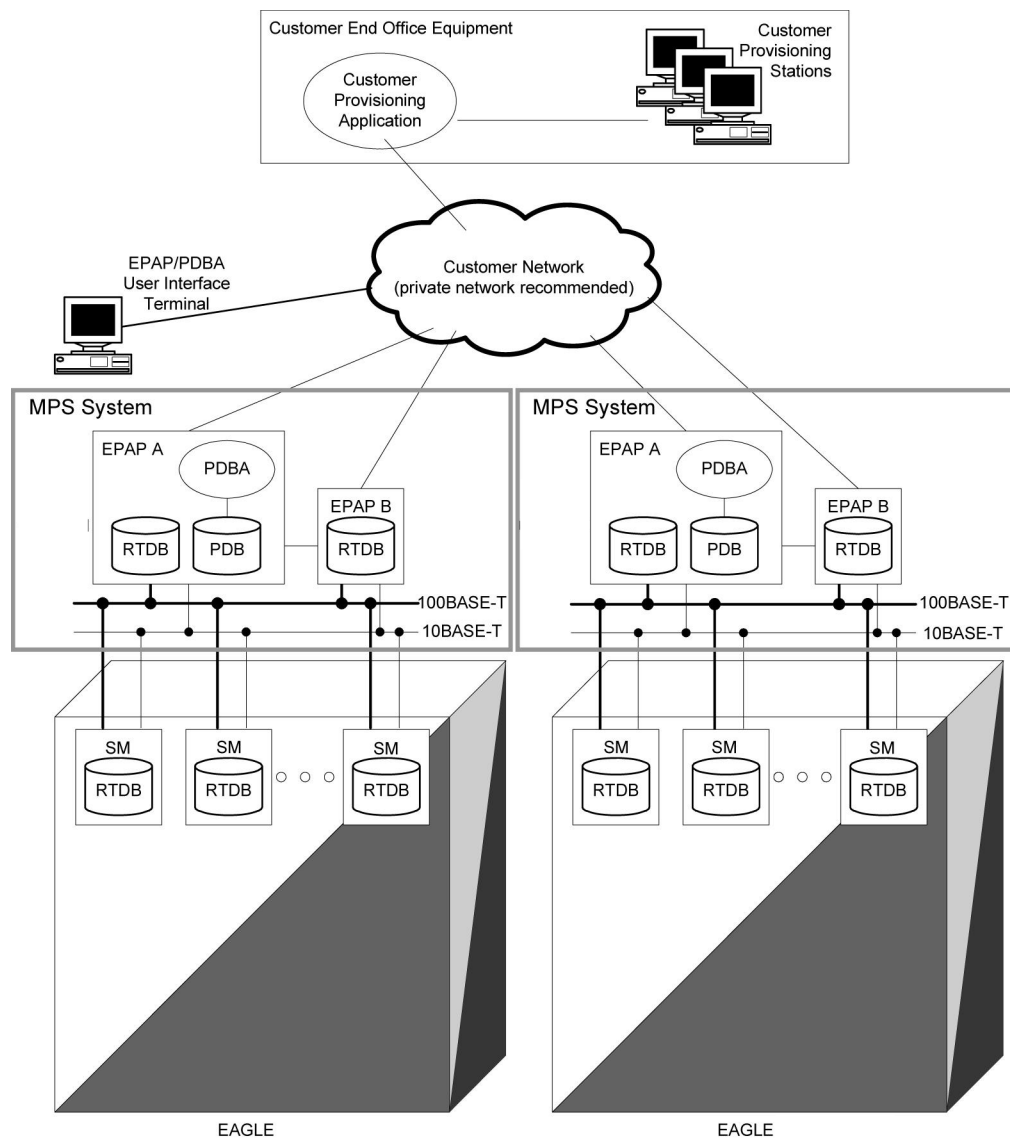 Customer End Office Equipment
Customer
Provisioning
Application
Customer
Provisioning
Stations
Customer Network
(private network recommended)
EPAP/PDBA
User Interface
Terminal
MPS System
EPAP A
PDBA
RTDB
PDB
EPAP B
RTDB
100BASE-T
10BASE-T
MPS System
EPAP A
PDBA
RTDB
PDB
EPAP B
RTDB
100BASE-T
10BASE-T
SM
RTDB
SM
RTDB
SM
RTDB
EAGLE
SM
RTDB
SM
RTDB
SM
RTDB
EAGLE